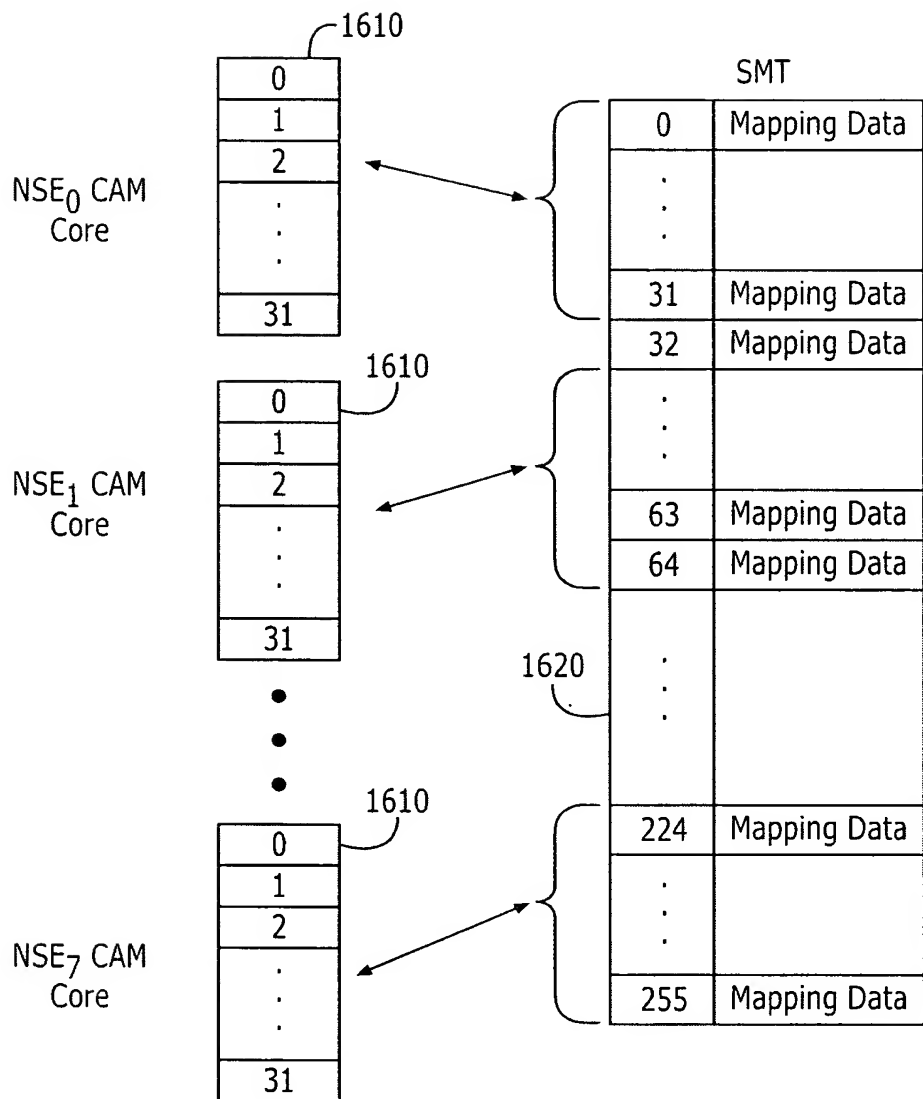 1610
NSE0 CAM
Core
0
1
2
31
1610
NSE1 CAM
Core
0
1
2
31
1610
NSE7 CAM
Core
0
1
2
31
SMT
0 Mapping Data
31 Mapping Data
32 Mapping Data
63 Mapping Data
64 Mapping Data
1620
224 Mapping Data
255 Mapping Data